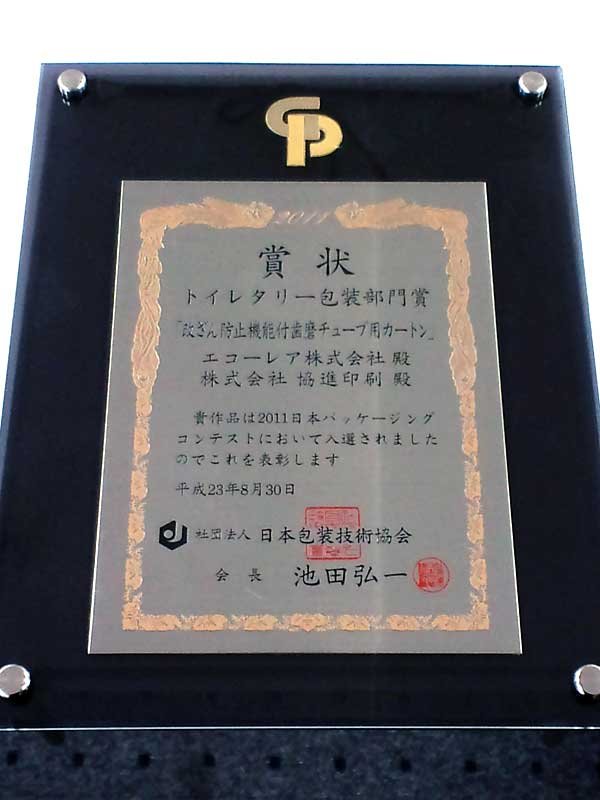 CP
2011
賞状
トイレタリー包装部門賞
「改ざん防止機能付歯磨チューブ用カートン」
エコーレア株式会社 殿
株式会社 協進印刷 殿
貴作品は2011日本パッケージング
コンテストにおいて入選されました
のでこれを表彰します
平成23年8月30日
社団法人 日本包装技術協会
会長 池田弘一